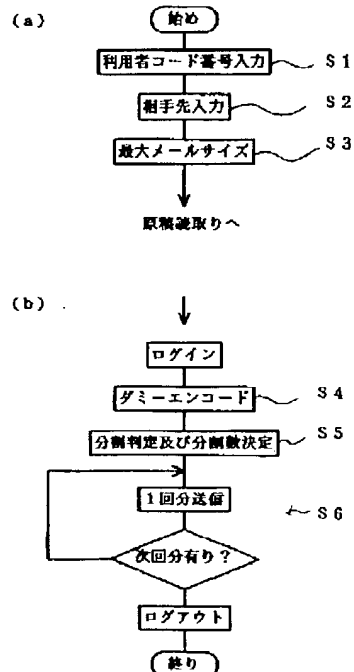 (a)
始め
利用者コード番号入力 S1
相手先入力 S2
最大メールサイズ S3
原稿読取りへ
(b)
ログイン
ダミーエンコード S4
分割判定及び分割数決定 S5
1回分送信
S6
次回分有り？
ログアウト
終り